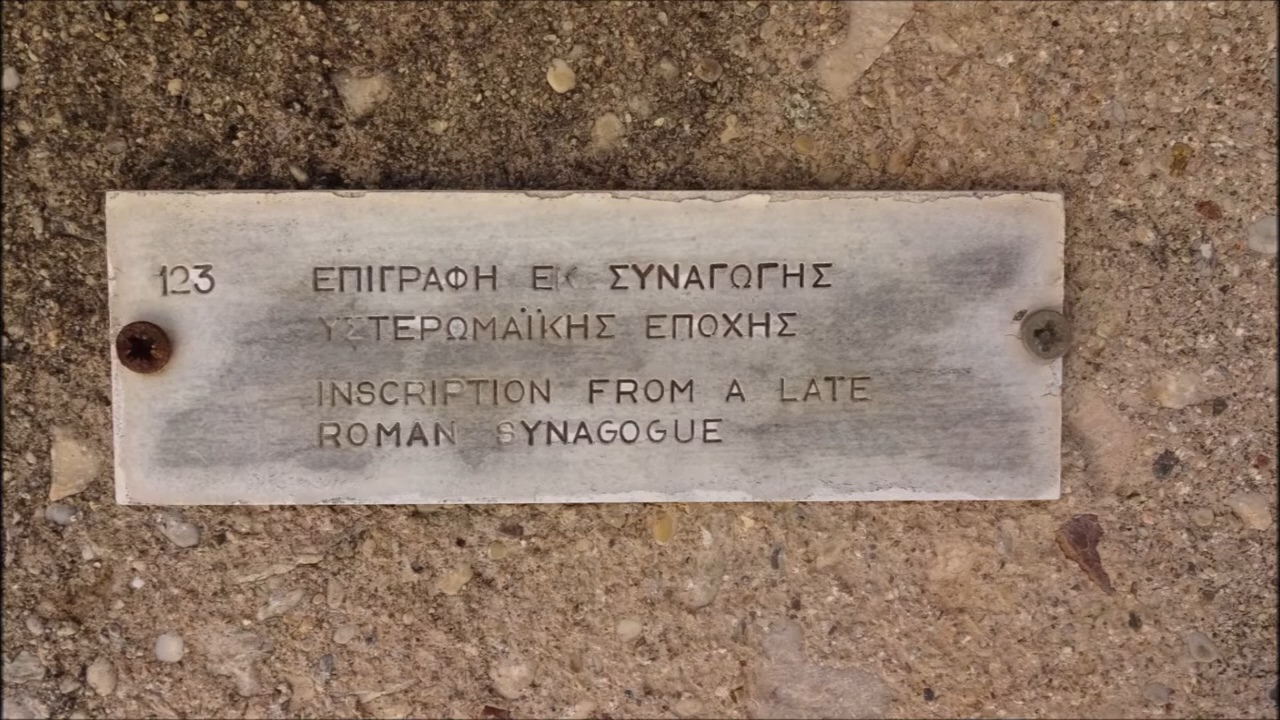 123 ΕΠΙΓΡΑΦΗ ΕΚ ΣΥΝΑΓΩΓΗΣ
ΥΣΤΕΡΩΜΑΪΚΗΣ ΕΠΟΧΗΣ
INSCRIPTION FROM A LATE
ROMAN SYNAGOGUE